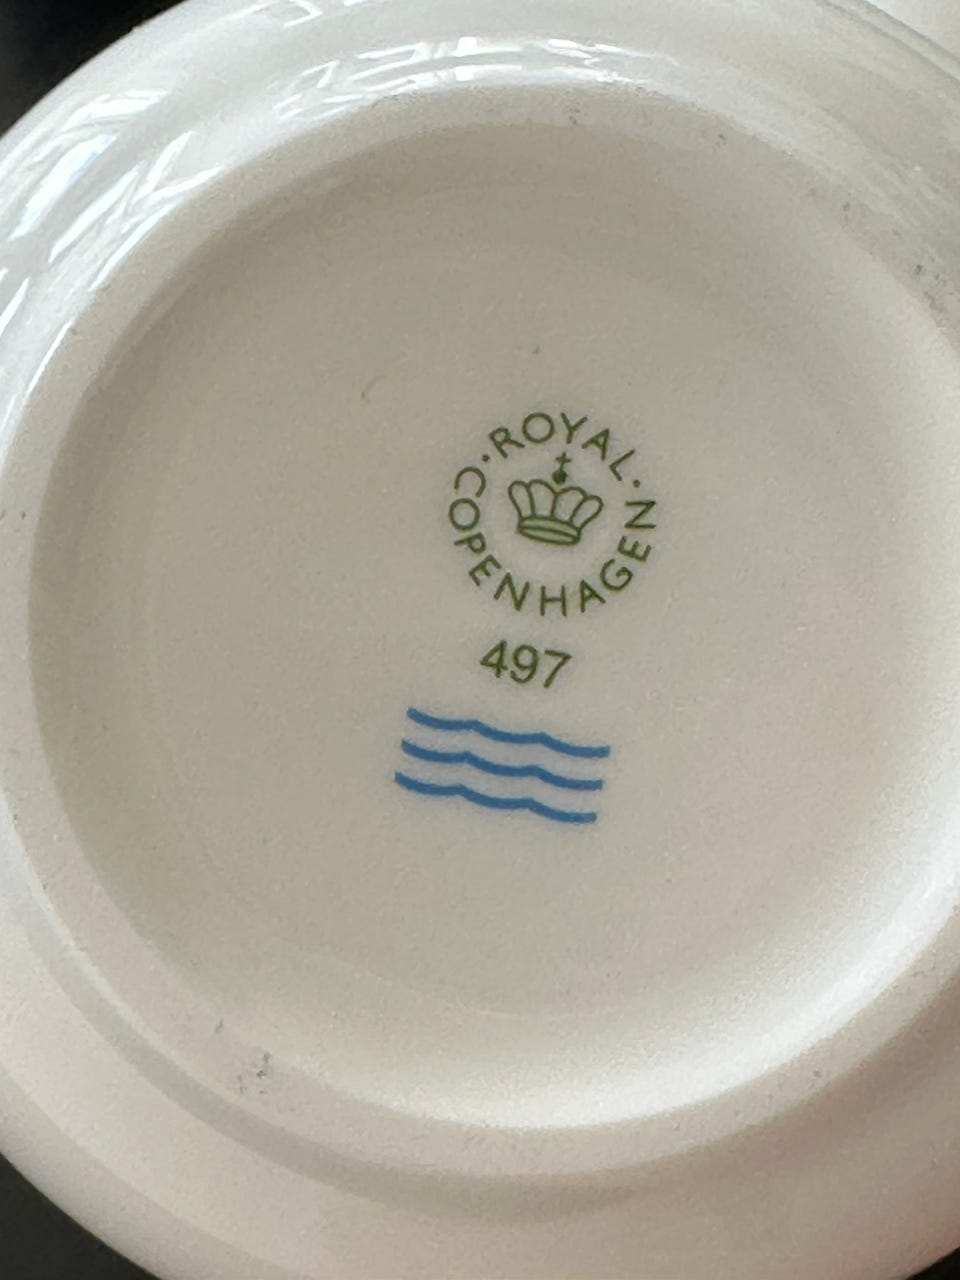 ROYAL · COPENHAGEN ·
497